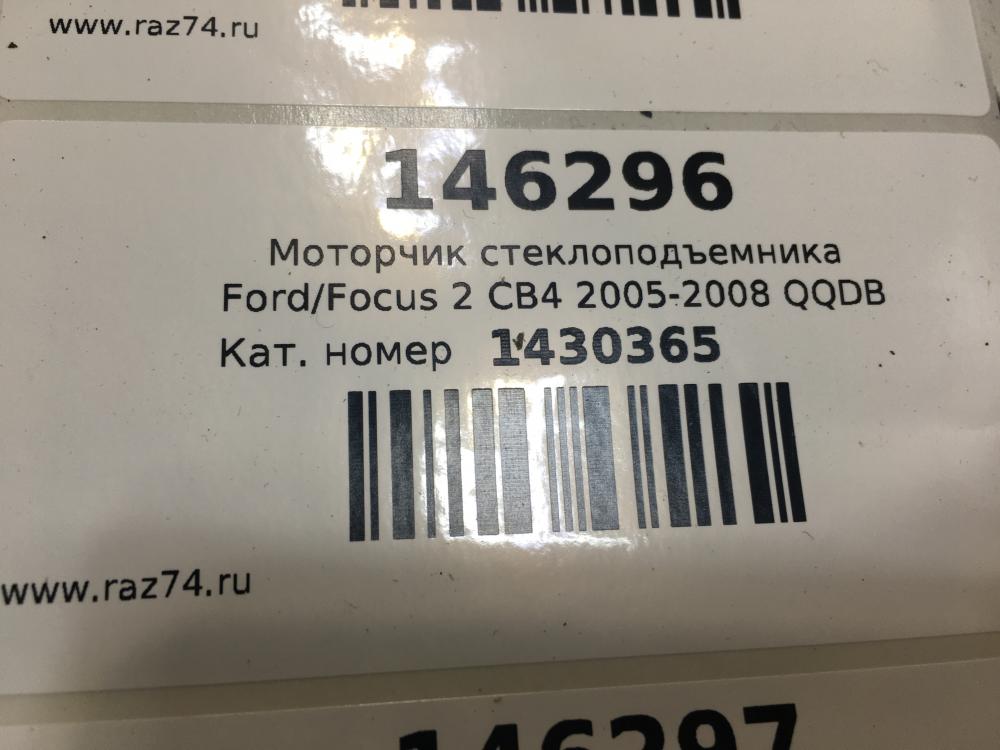 www.raz74.ru
146296
Моторчик стеклоподъемника
Ford/Focus 2 CB4 2005-2008 QQDB
Кат. номер 1430365
www.raz74.ru
146297